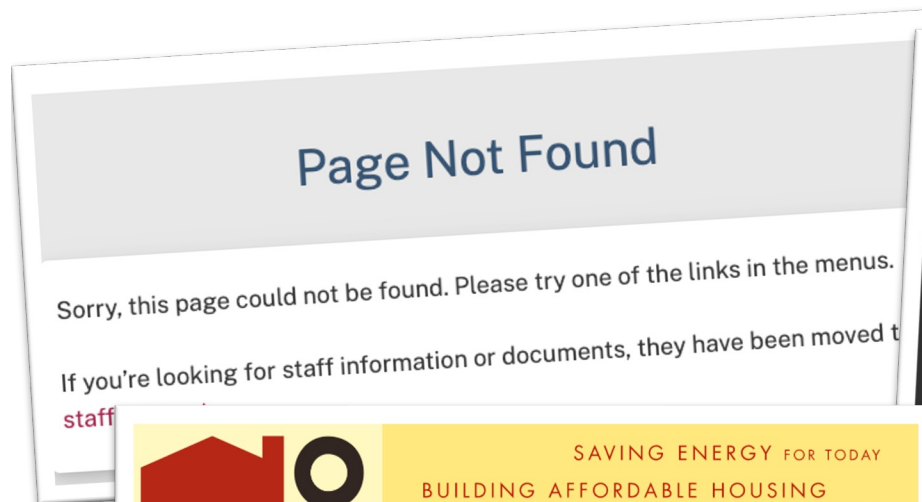 Page Not Found
Sorry, this page could not be found. Please try one of the links in the menus.
If you’re looking for staff information or documents, they have been moved
staff
SAVING ENERGY FOR TODAY
BUILDING AFFORDABLE HOUSING